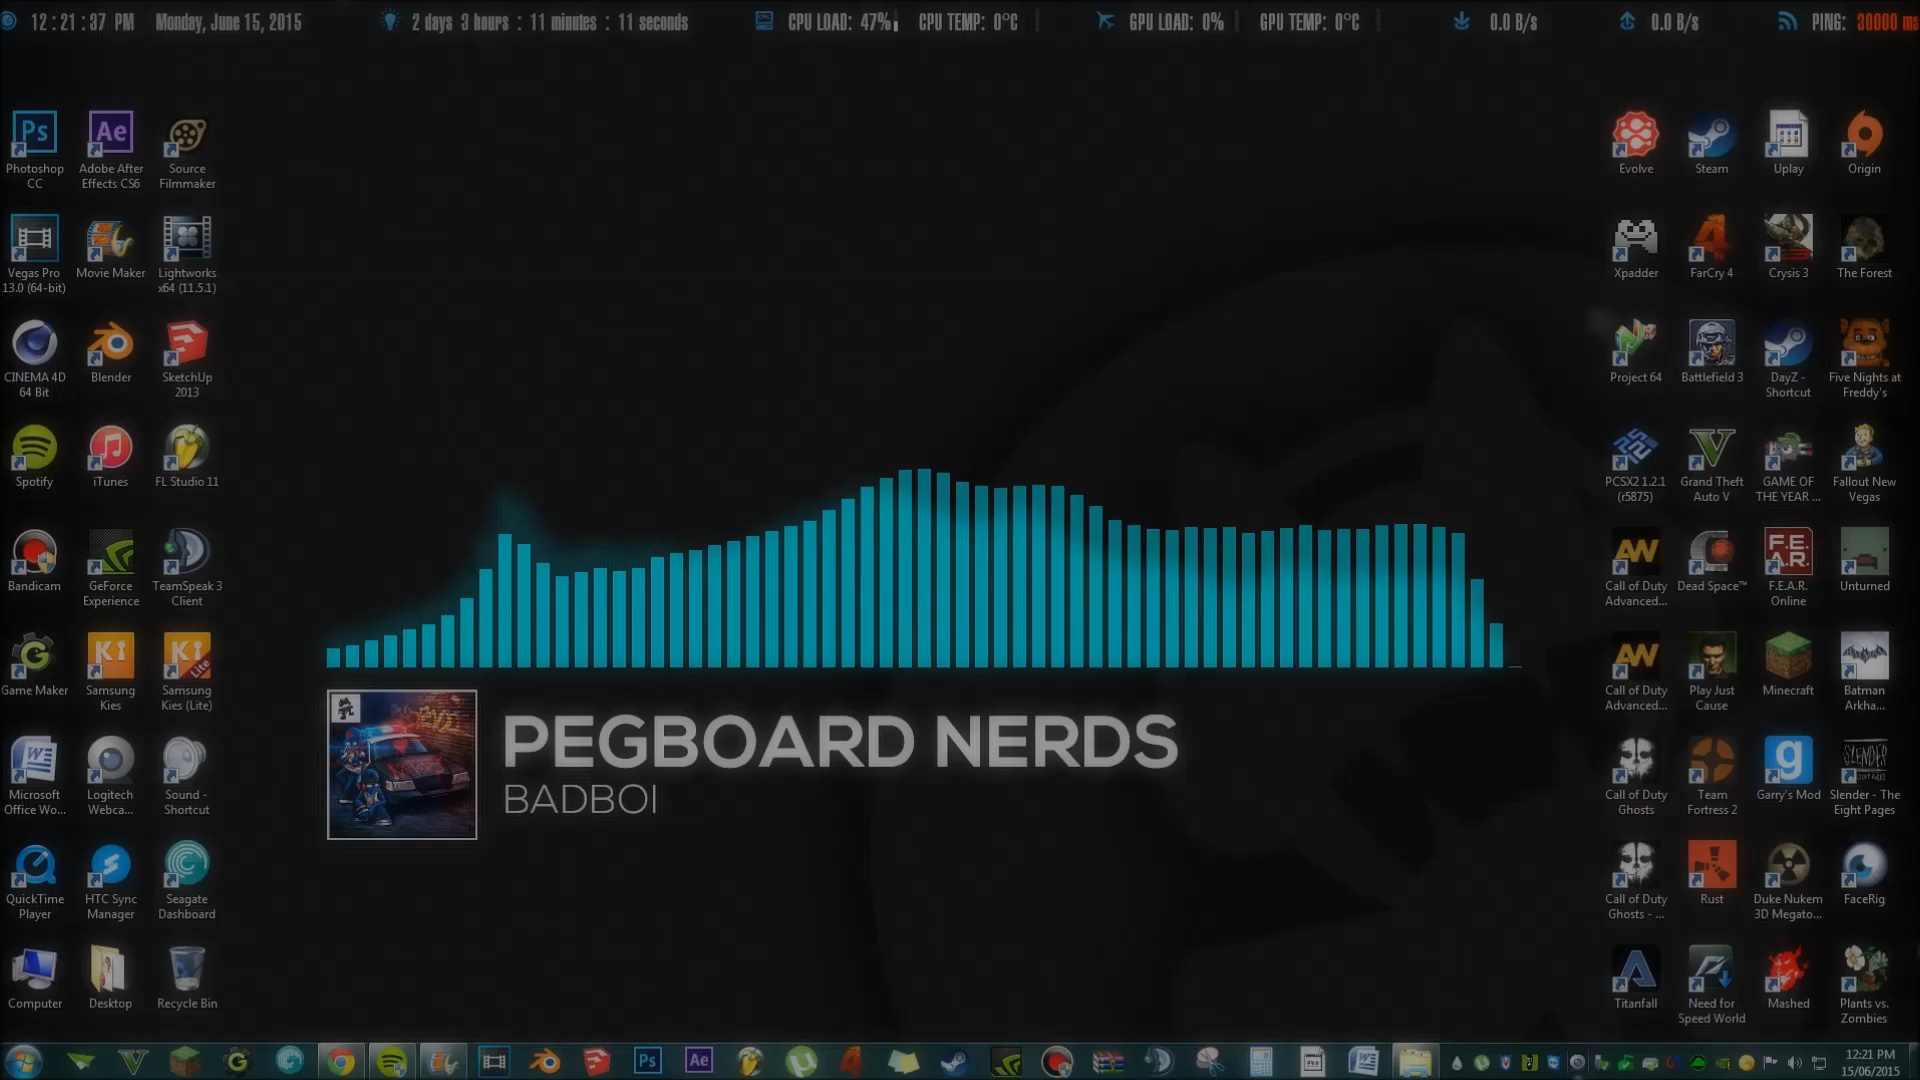 12 : 21 : 37 PM Monday, June 15, 2015 2 days 3 hours : 11 minutes : 11 seconds CPU LOAD: 47% CPU TEMP: 0°C GPU LOAD: 0% GPU TEMP: 0°C 0.0 B/s 0.0 B/s PING: 30000 ms
Photoshop CC
Adobe After Effects CS6
Source Filmmaker
Vegas Pro 13.0 (64-bit)
Movie Maker
Lightworks x64 (11.5.1)
CINEMA 4D 64 Bit
Blender
SketchUp 2013
Spotify
iTunes
FL Studio 11
Bandicam
GeForce Experience
TeamSpeak 3 Client
Game Maker
Samsung Kies
Samsung Kies (Lite)
Microsoft Office Wo...
Logitech Webca...
Sound - Shortcut
QuickTime Player
HTC Sync Manager
Seagate Dashboard
Computer
Desktop
Recycle Bin
PEGBOARD NERDS
BADBOI
Evolve
Steam
Uplay
Origin
Xpadder
FarCry 4
Crysis 3
The Forest
Project 64
Battlefield 3
DayZ - Shortcut
Five Nights at Freddy's
PCSX2 1.2.1 (r5875)
Grand Theft Auto V
GAME OF THE YEAR ...
Fallout New Vegas
Call of Duty Advanced...
Dead Space™
F.E.A.R. Online
Unturned
Call of Duty Advanced...
Play Just Cause
Minecraft
Batman Arkha...
Call of Duty Ghosts
Team Fortress 2
Garry's Mod
Slender - The Eight Pages
Call of Duty Ghosts - ...
Rust
Duke Nukem 3D Megato...
FaceRig
Titanfall
Need for Speed World
Mashed
Plants vs. Zombies
12:21 PM
15/06/2015